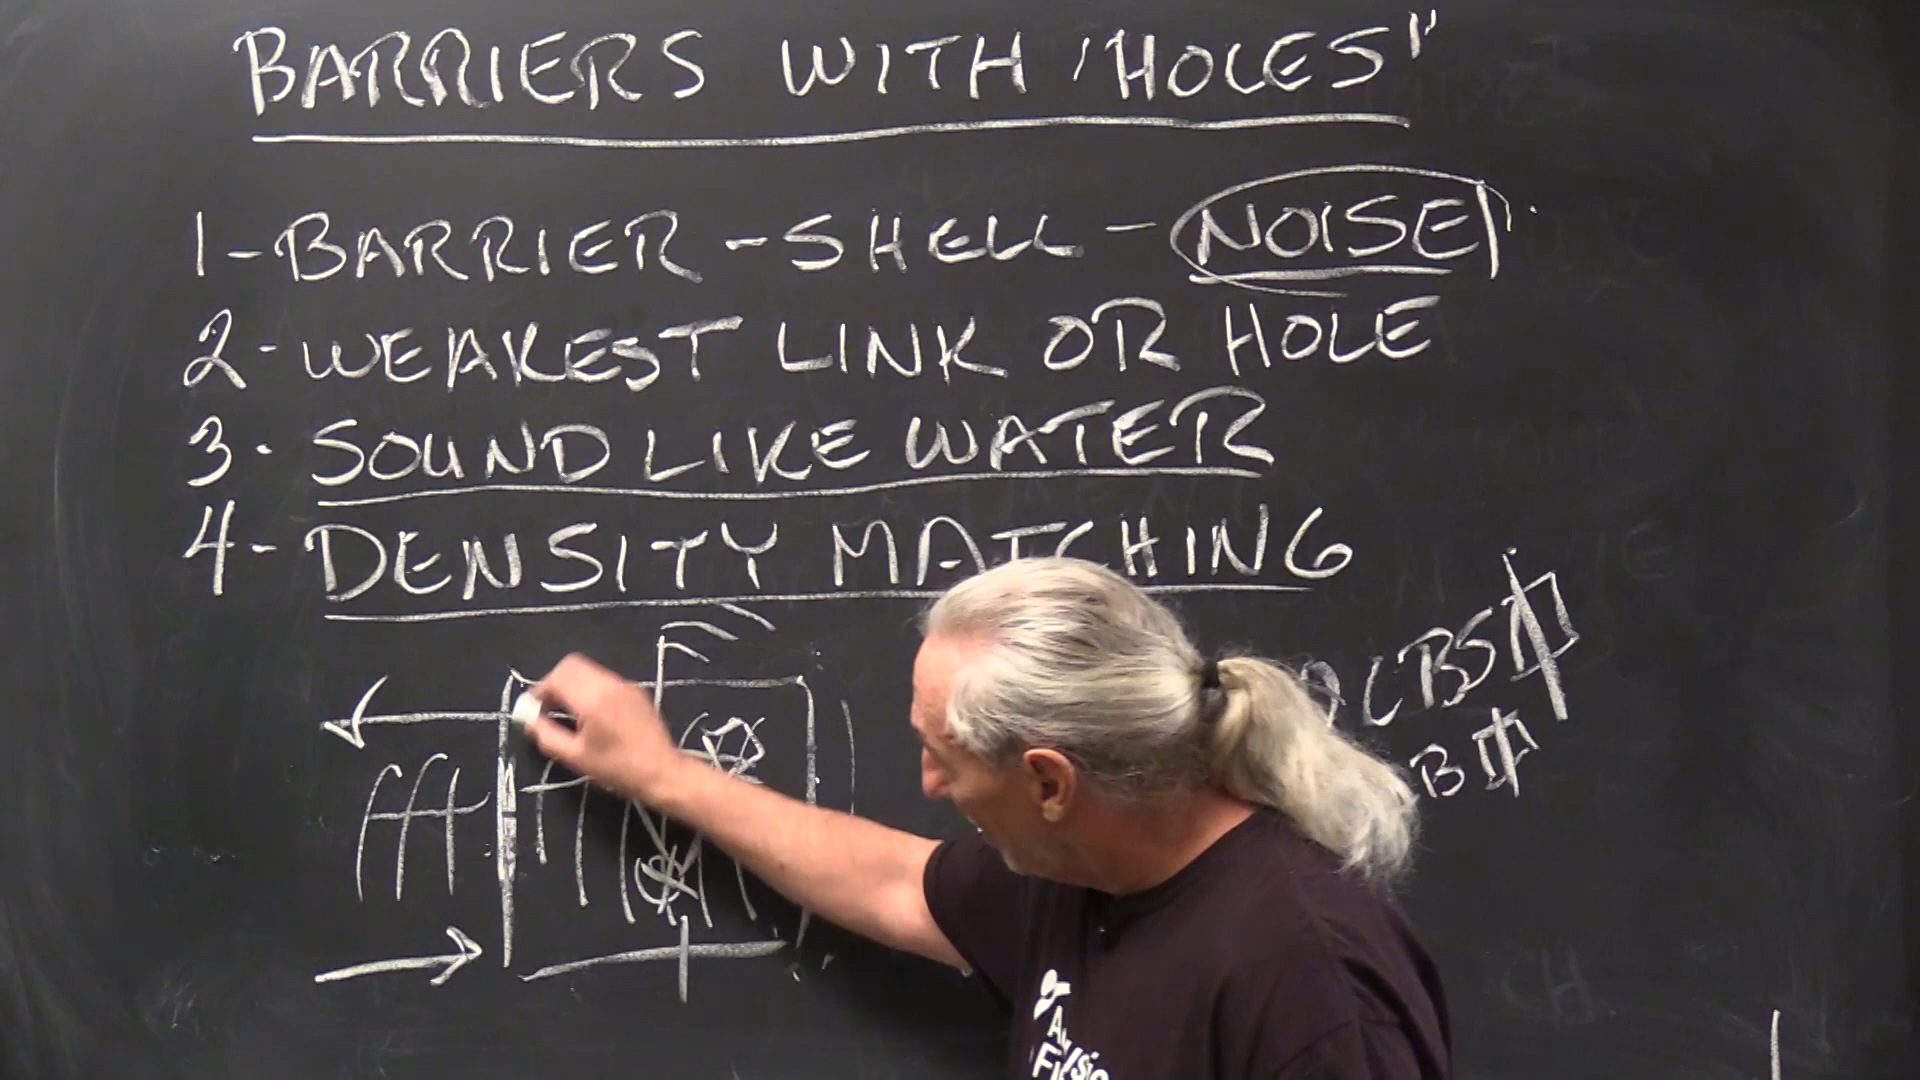 BARRIERS WITH "HOLES"
1-BARRIER-SHELL-NOISE
2-WEAKEST LINK OR HOLE
3-SOUND LIKE WATER
4-DENSITY MATCHING